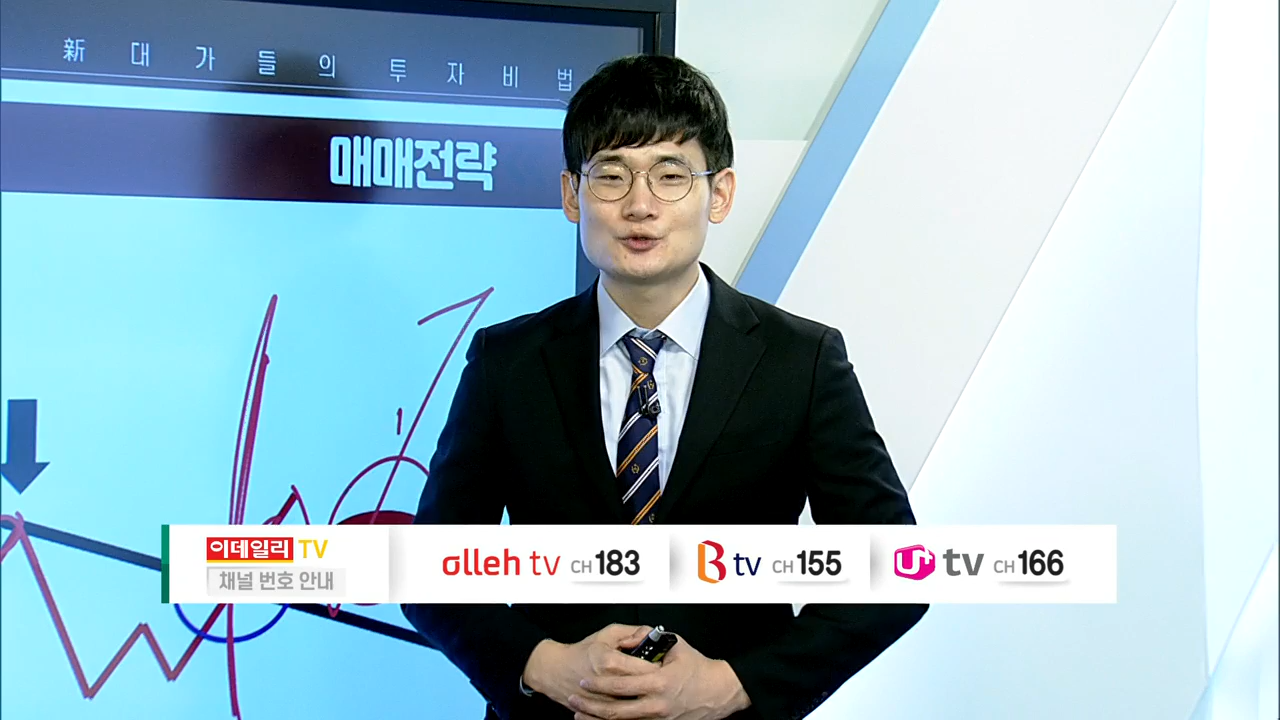 新대가들의투자비법
매매전략
이데일리 TV
채널 번호 안내
olleh tv CH 183
B tv CH 155
U+ tv CH 166